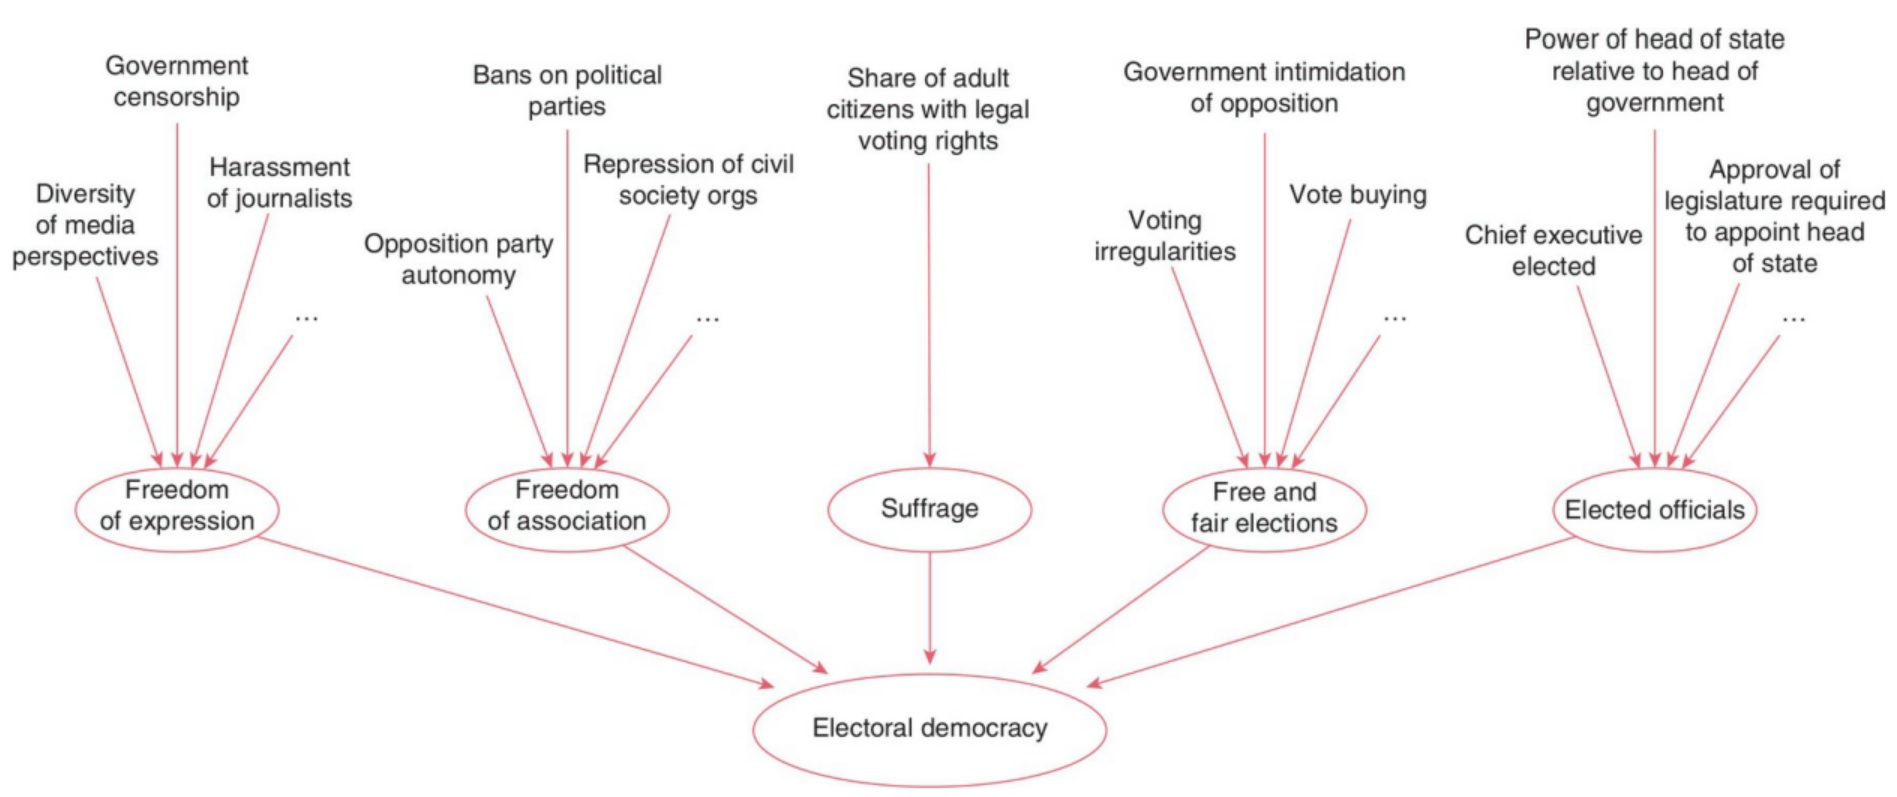 Government
censorship
Diversity
of media
perspectives
Harassment
of journalists
...
Bans on political
parties
Opposition party
autonomy
Repression of civil
society orgs
...
Share of adult
citizens with legal
voting rights
Government intimidation
of opposition
Voting
irregularities
Vote buying
...
Power of head of state
relative to head of
government
Chief executive
elected
Approval of
legislature required
to appoint head
of state
...
Freedom
of expression
Freedom
of association
Suffrage
Free and
fair elections
Elected officials
Electoral democracy